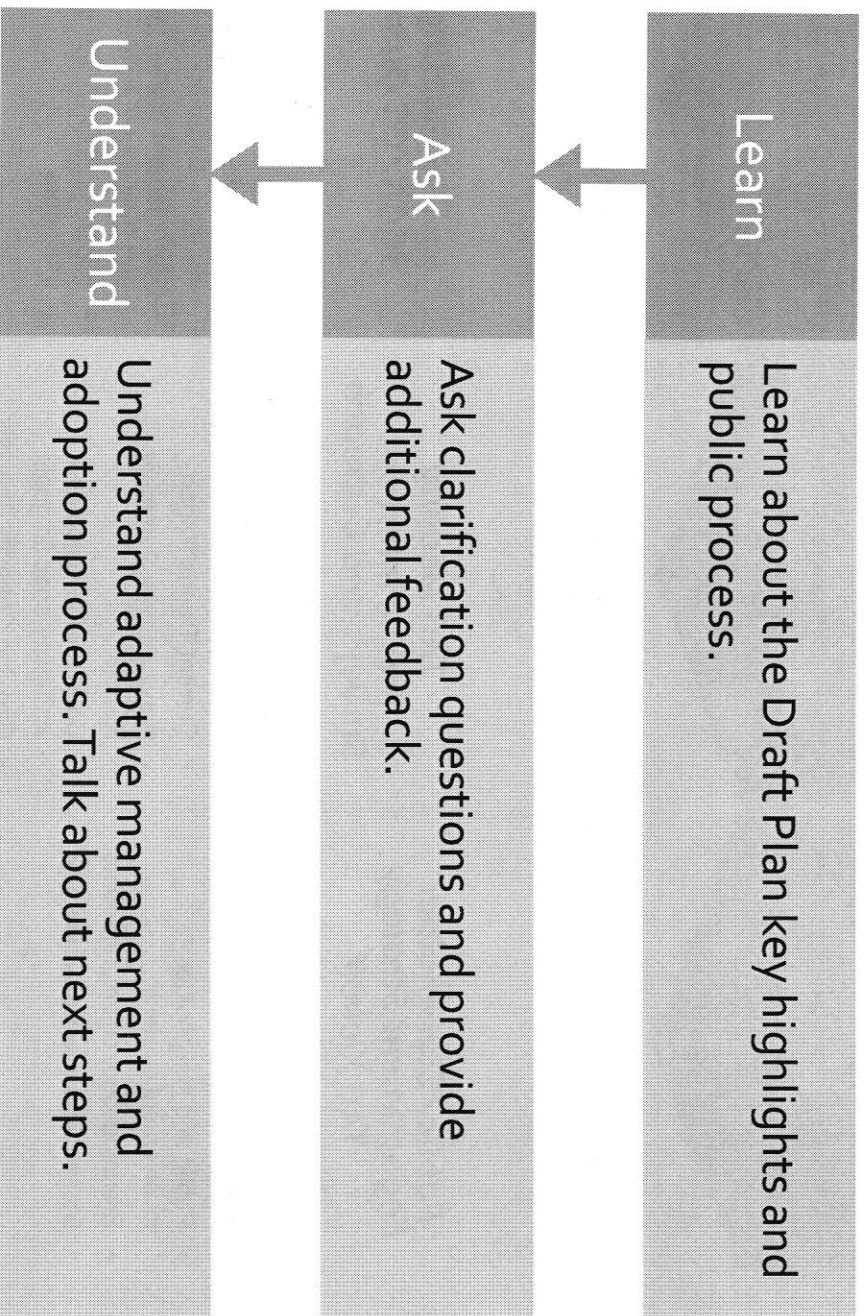 Learn
Learn about the Draft Plan key highlights and
public process.
Ask
Ask clarification questions and provide
additional feedback.
Understand
Understand adaptive management and
adoption process. Talk about next steps.